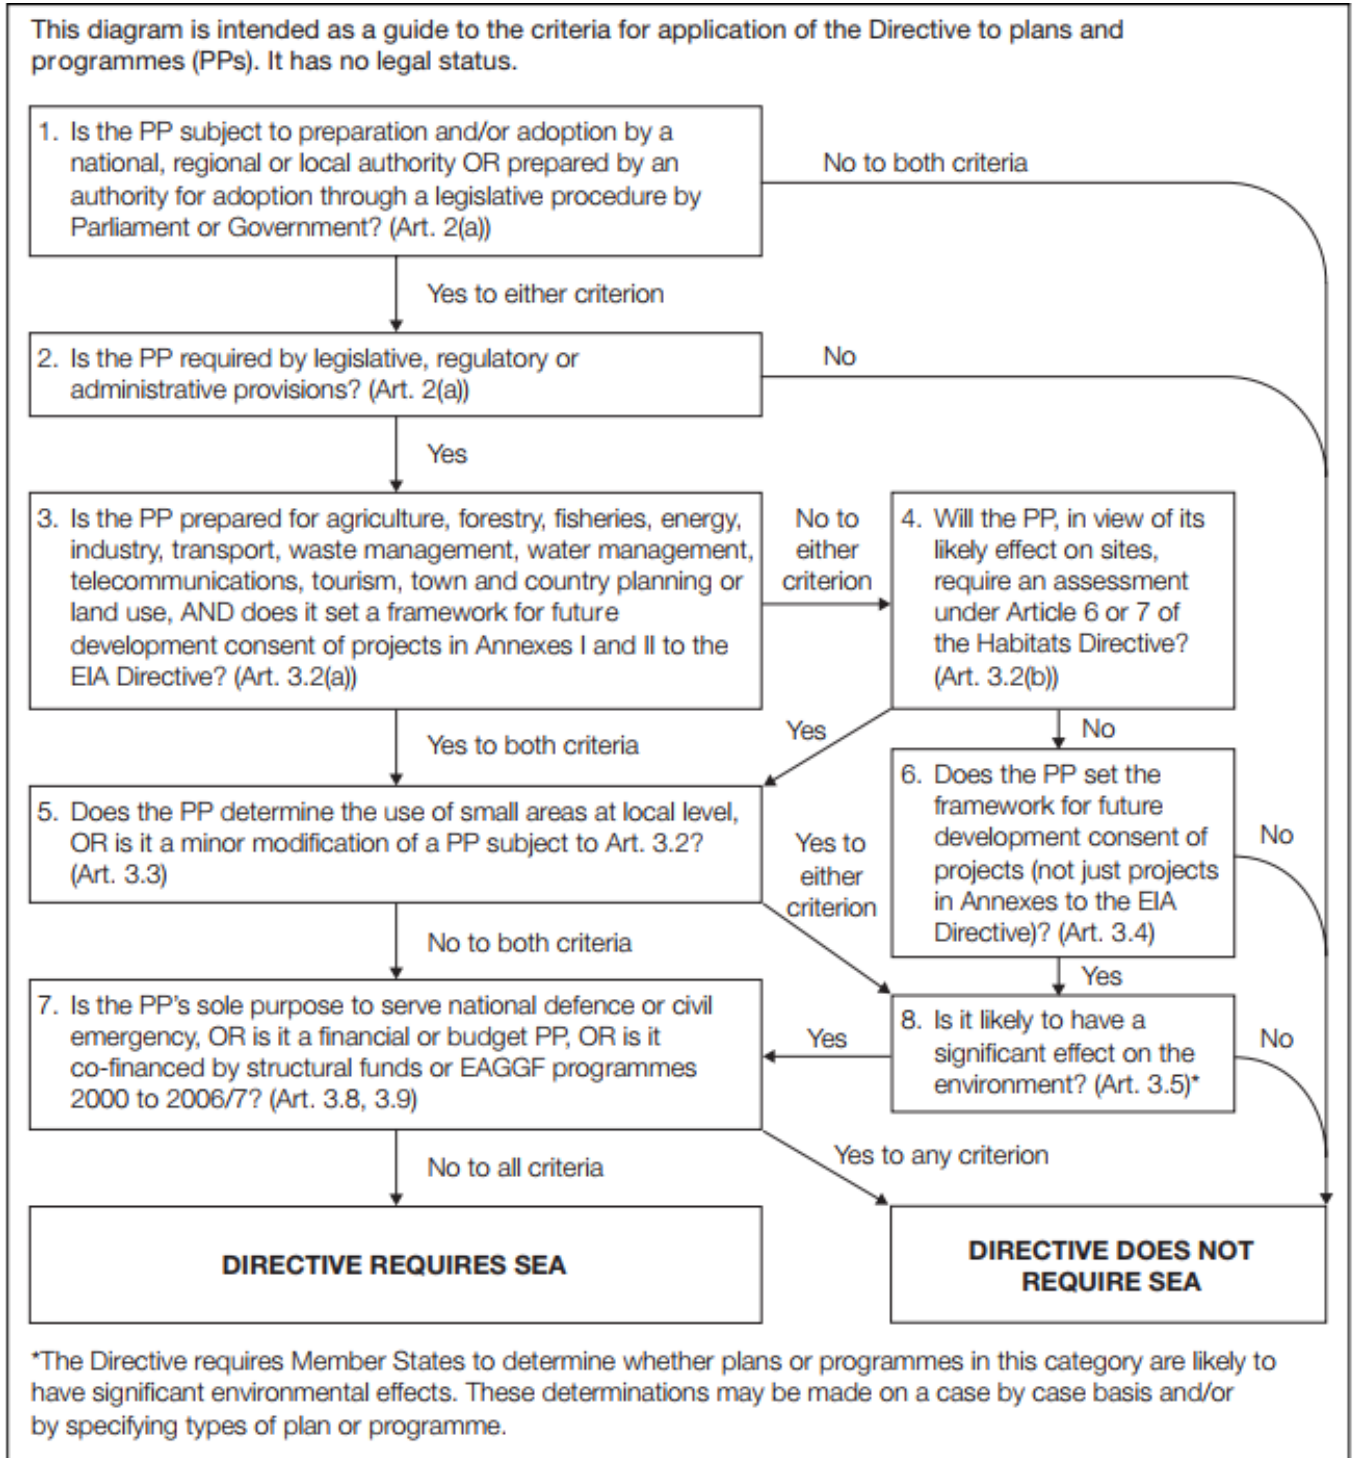 This diagram is intended as a guide to the criteria for application of the Directive to plans and
programmes (PPs). It has no legal status.
1. Is the PP subject to preparation and/or adoption by a
national, regional or local authority OR prepared by an
authority for adoption through a legislative procedure by
Parliament or Government? (Art. 2(a))
No to both criteria
Yes to either criterion
2. Is the PP required by legislative, regulatory or
administrative provisions? (Art. 2(a))
No
Yes
3. Is the PP prepared for agriculture, forestry, fisheries, energy,
industry, transport, waste management, water management,
telecommunications, tourism, town and country planning or
land use, AND does it set a framework for future
development consent of projects in Annexes I and II to the
EIA Directive? (Art. 3.2(a))
No to
either
criterion
4. Will the PP, in view of its
likely effect on sites,
require an assessment
under Article 6 or 7 of
the Habitats Directive?
(Art. 3.2(b))
Yes to both criteria
Yes
No
5. Does the PP determine the use of small areas at local level,
OR is it a minor modification of a PP subject to Art. 3.2?
(Art. 3.3)
Yes to
either
criterion
6. Does the PP set the
framework for future
development consent of
projects (not just projects
in Annexes to the EIA
Directive)? (Art. 3.4)
No
No to both criteria
Yes
7. Is the PP's sole purpose to serve national defence or civil
emergency, OR is it a financial or budget PP, OR is it
co-financed by structural funds or EAGGF programmes
2000 to 2006/7? (Art. 3.8, 3.9)
Yes
8. Is it likely to have a
significant effect on the
environment? (Art. 3.5)*
No
No to all criteria
Yes to any criterion
DIRECTIVE REQUIRES SEA
DIRECTIVE DOES NOT
REQUIRE SEA
*The Directive requires Member States to determine whether plans or programmes in this category are likely to
have significant environmental effects. These determinations may be made on a case by case basis and/or
by specifying types of plan or programme.